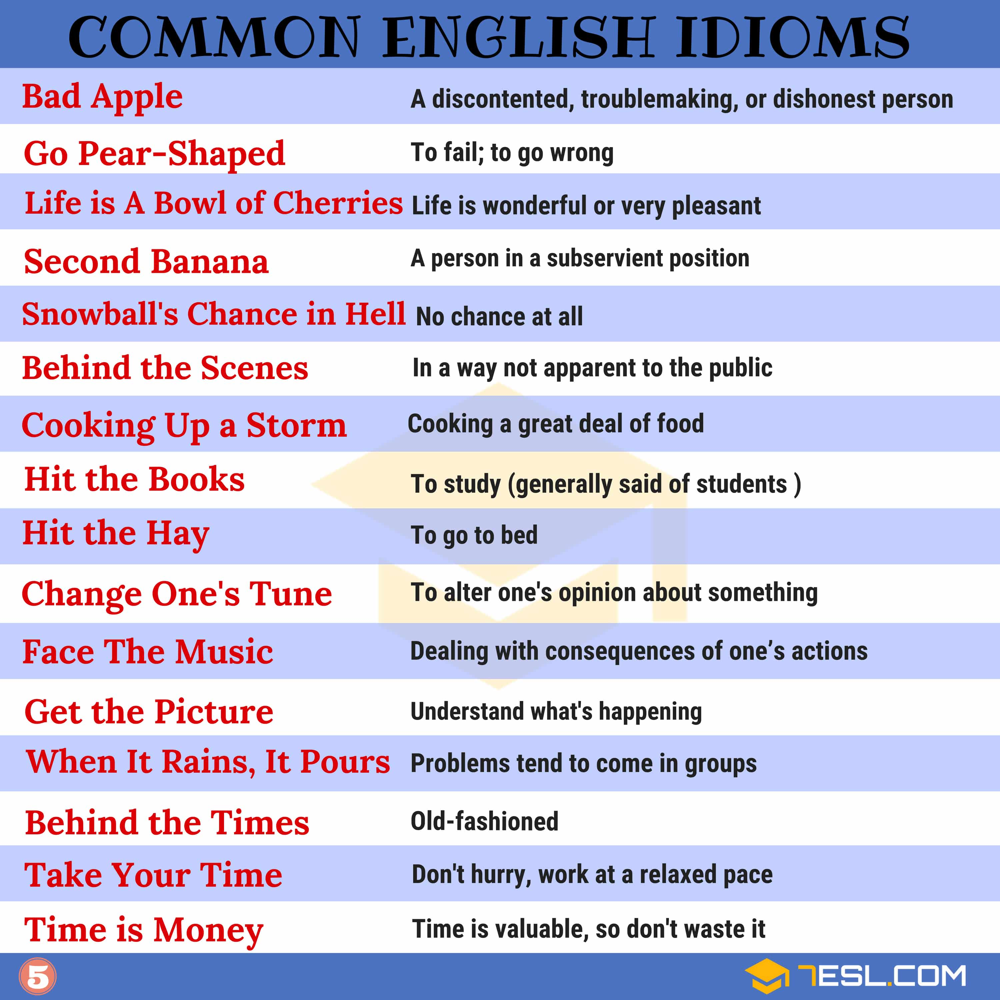 COMMON ENGLISH IDIOMS
Bad Apple A discontented, troublemaking, or dishonest person
Go Pear-Shaped To fail; to go wrong
Life is A Bowl of Cherries Life is wonderful or very pleasant
Second Banana A person in a subservient position
Snowball's Chance in Hell No chance at all
Behind the Scenes In a way not apparent to the public
Cooking Up a Storm Cooking a great deal of food
Hit the Books To study (generally said of students )
Hit the Hay To go to bed
Change One's Tune To alter one's opinion about something
Face The Music Dealing with consequences of one’s actions
Get the Picture Understand what's happening
When It Rains, It Pours Problems tend to come in groups
Behind the Times Old-fashioned
Take Your Time Don't hurry, work at a relaxed pace
Time is Money Time is valuable, so don't waste it
5 7ESL.COM